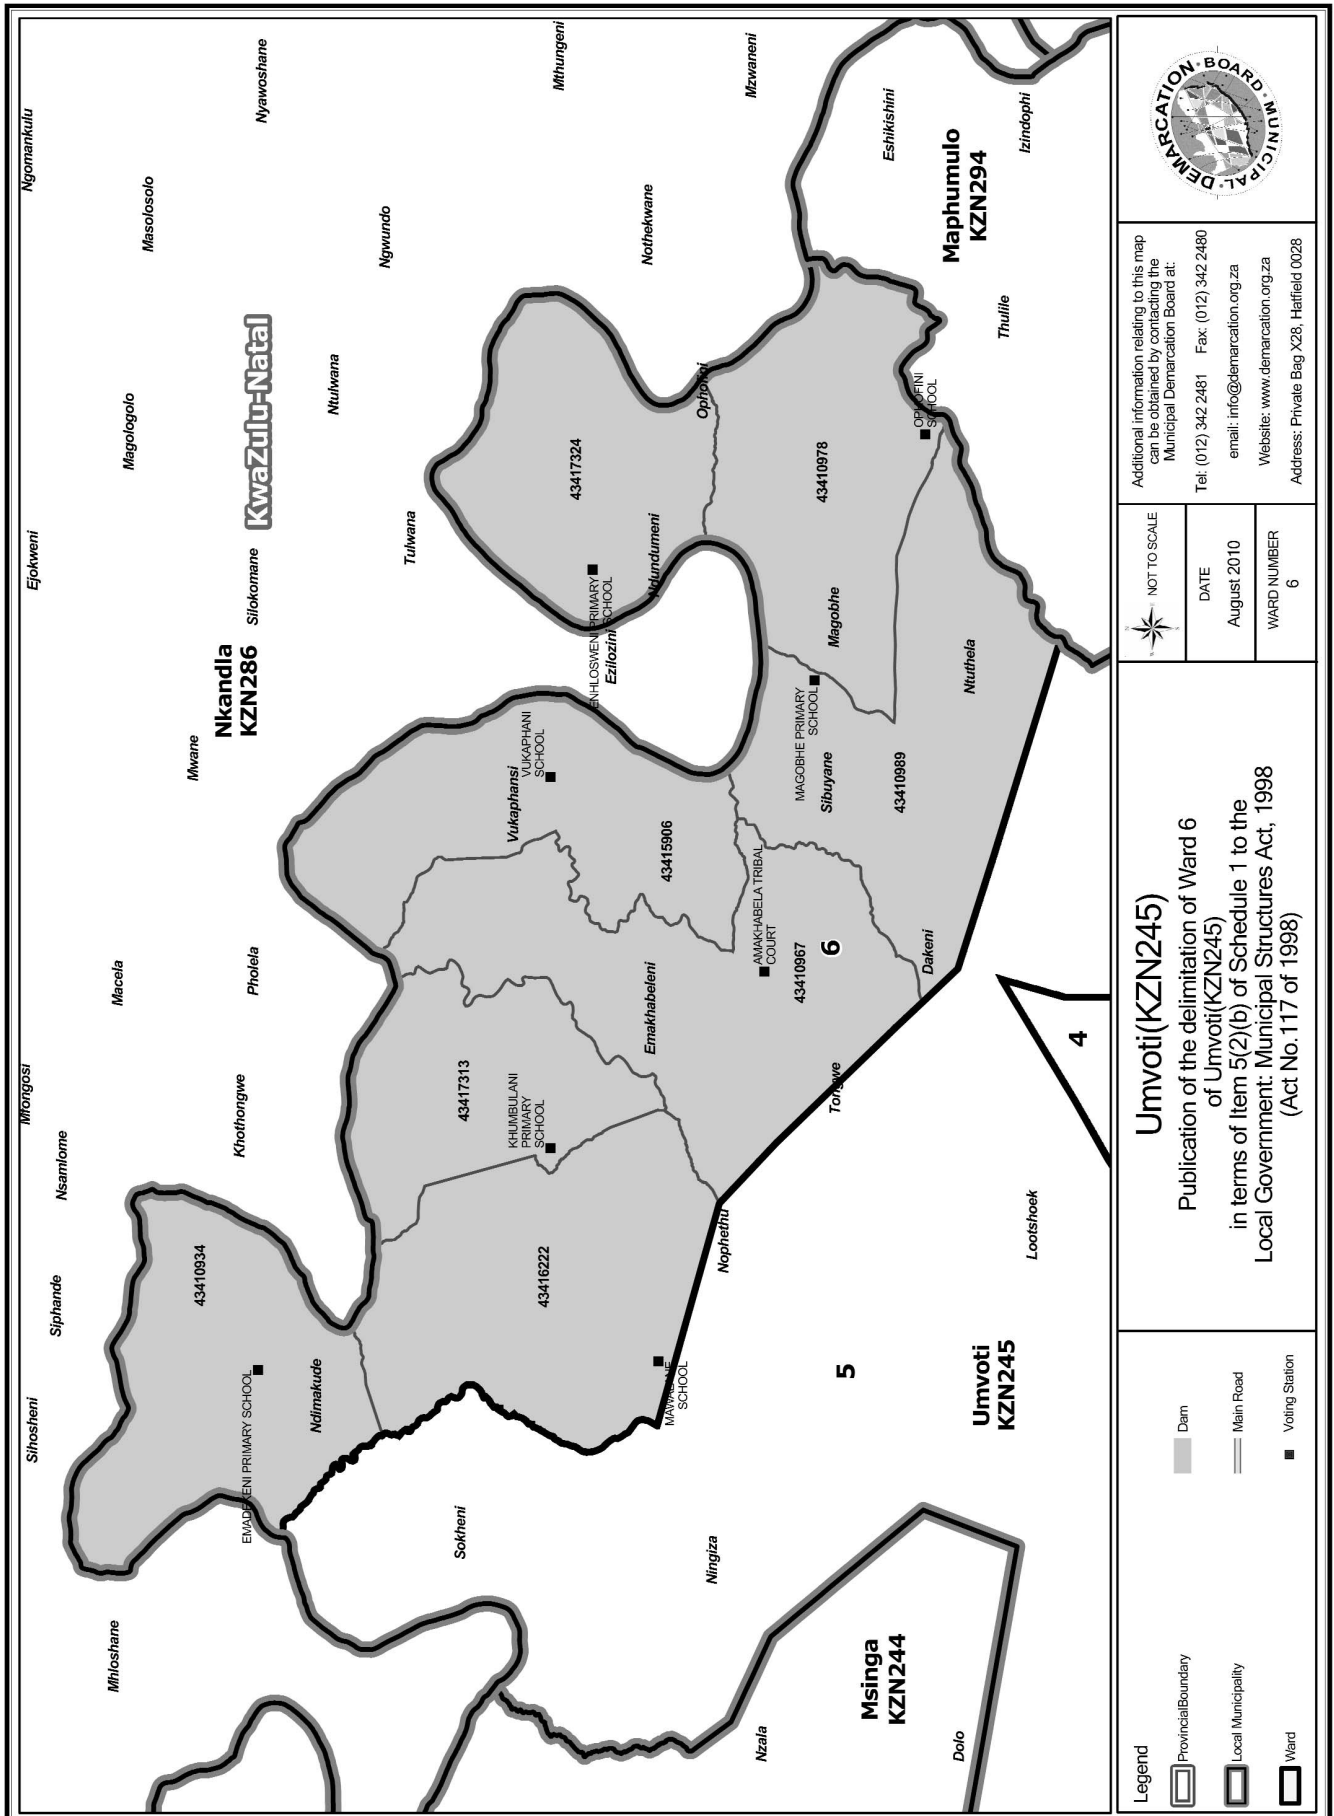 Ngomankulu
Ejokweni
Mfongosi
Nyawoshane
Masolosolo
Magologolo
Macela
Nsamlome
Siphande
Sihosheni
Mhloshane
Mthungeni
Ngwundo
KwaZulu-Natal
Ntulwana
Silokomane
Nkandla
KZN286
Mwane
Pholela
Khothongwe
43410934
EMADEKENI PRIMARY SCHOOL
Ndimakude
Mzwaneni
Nothekwane
Tulwana
43417324
ENHLOSWENI PRIMARY
SCHOOL
Ezilozini
Ndundumeni
Ophofini
Vukaphansi
VUKAPHANI
SCHOOL
43415906
43417313
KHUMBULANI
PRIMARY
SCHOOL
Emakhabeleni
43416222
Sokheni
Eshikishini
Maphumulo
KZN294
Izindophi
Thulile
43410978
OPHOFINI
SCHOOL
Magobhe
MAGOBHE PRIMARY
SCHOOL
Sibuyane
43410989
Ntuthela
AMAKHABELA TRIBAL
COURT
43410967
6
Dakeni
Tongwe
Nophethu
SCHOOL
Ningiza
5
4
Lootshoek
Umvoti
KZN245
Msinga
KZN244
Nzala
Dolo
Legend
ProvincialBoundary
Local Municipality
Ward
Dam
Main Road
Voting Station
Umvoti(KZN245)
Publication of the delimitation of Ward 6
of Umvoti(KZN245)
in terms of Item 5(2)(b) of Schedule 1 to the
Local Government: Municipal Structures Act, 1998
(Act No.117 of 1998)
NOT TO SCALE
DATE
August 2010
WARD NUMBER
6
Additional information relating to this map
can be obtained by contacting the
Municipal Demarcation Board at:
Tel: (012) 342 2481 Fax: (012) 342 2480
email: info@demarcation.org.za
Website: www.demarcation.org.za
Address: Private Bag X28, Hatfield 0028
MUNICIPAL · DEMARCATION · BOARD ·